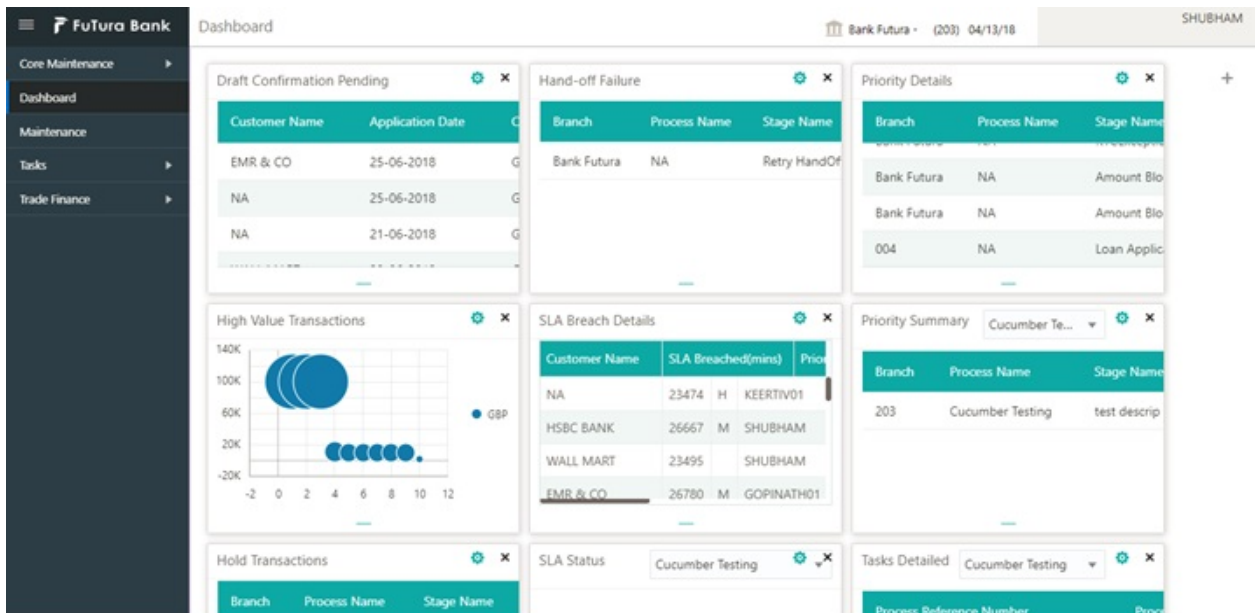 FuTura Bank
Dashboard
Bank Futura - (203) 04/13/18
SHUBHAM
Core Maintenance
Dashboard
Maintenance
Tasks
Trade Finance
Draft Confirmation Pending
Customer Name Application Date
EMR & CO 25-06-2018 G
NA 25-06-2018 G
NA 21-06-2018 G
Hand-off Failure
Branch Process Name Stage Name
Bank Futura NA Retry HandOf
Priority Details
Branch Process Name Stage Name
Bank Futura NA Amount Blo
Bank Futura NA Amount Blo
004 NA Loan Applic
High Value Transactions
140K
100K
60K
20K
-20K
-2 0 2 4 6 8 10 12
GBP
SLA Breach Details
Customer Name SLA Breached(mins) Prior
NA 23474 H KEERTIV01
HSBC BANK 26667 M SHUBHAM
WALL MART 23495 SHUBHAM
EMR & CO 26780 M GOPINATH01
Priority Summary Cucumber Te...
Branch Process Name Stage Name
203 Cucumber Testing test descrip
Hold Transactions
Branch Process Name Stage Name
SLA Status Cucumber Testing
Tasks Detailed Cucumber Testing
Process Reference Number Proce